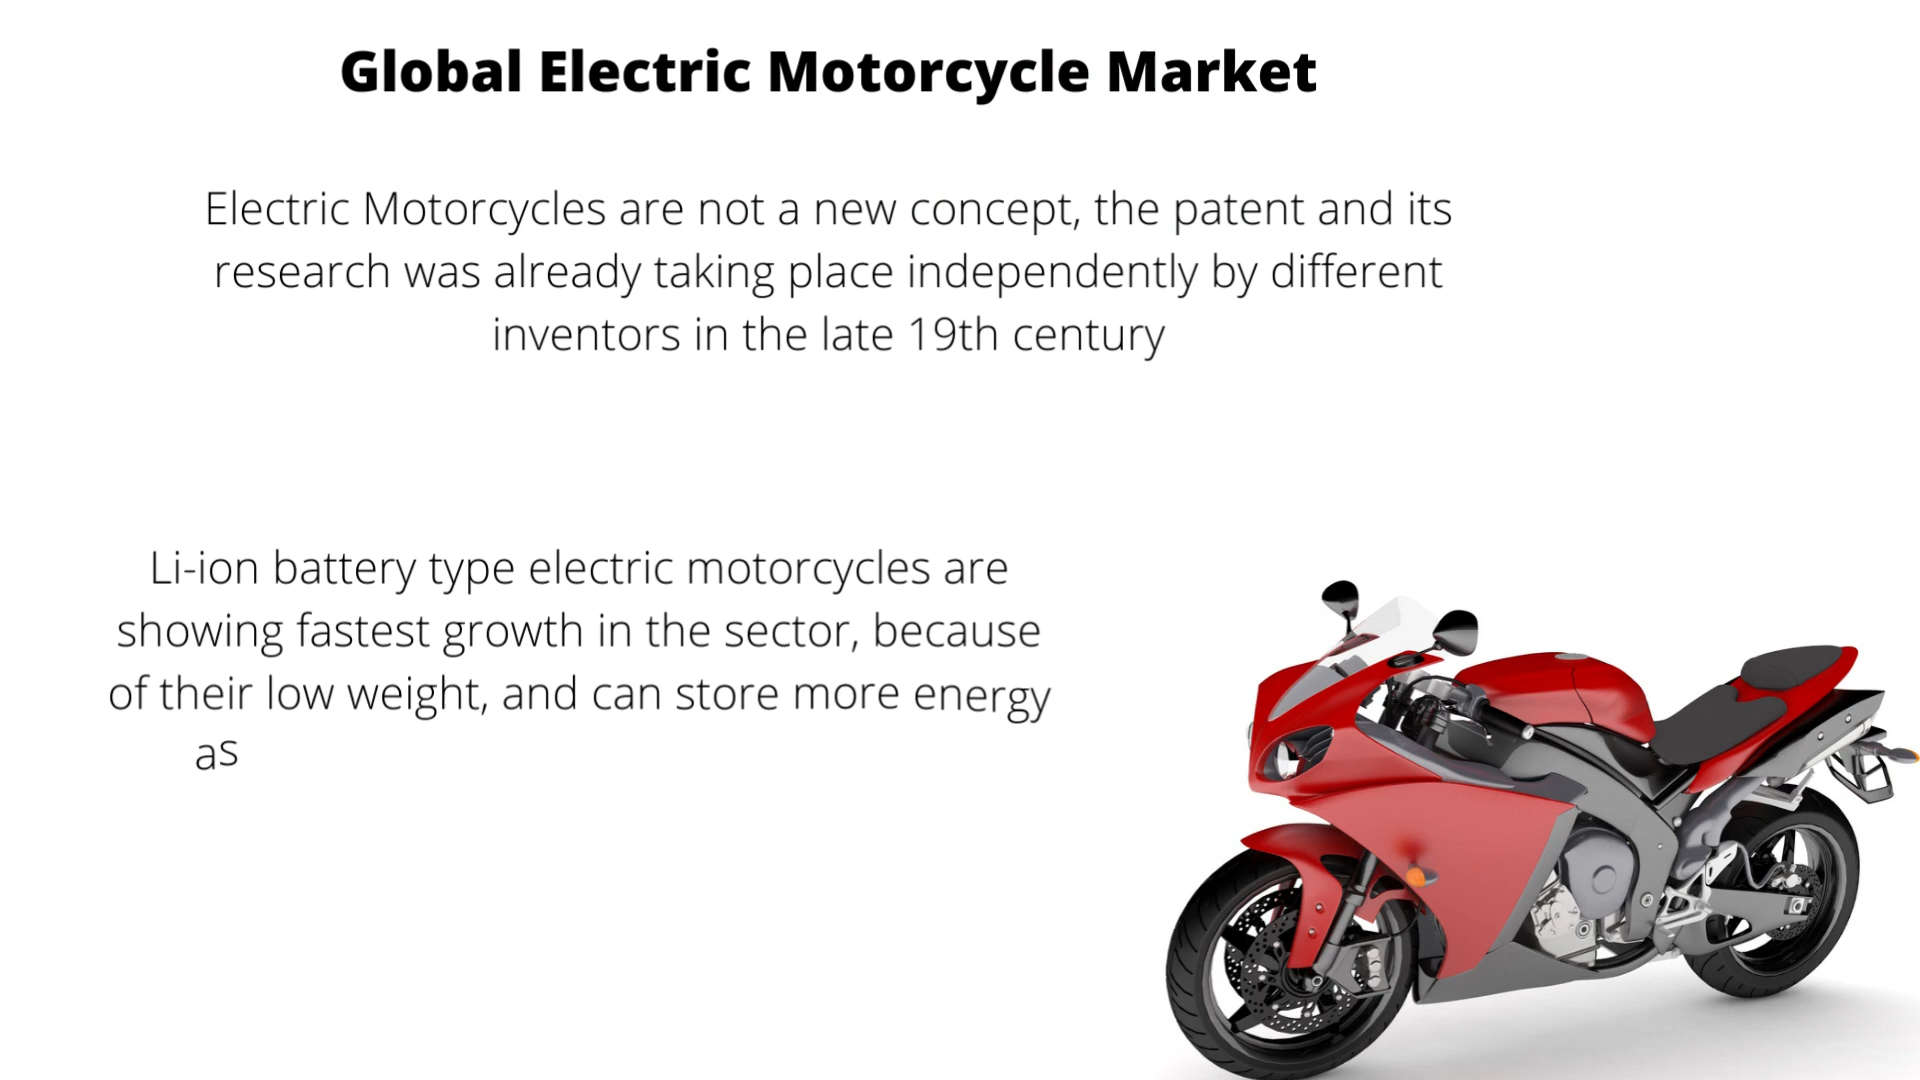 Global Electric Motorcycle Market
Electric Motorcycles are not a new concept, the patent and its
research was already taking place independently by different
inventors in the late 19th century
Li-ion battery type electric motorcycles are
showing fastest growth in the sector, because
of their low weight, and can store more energy
as